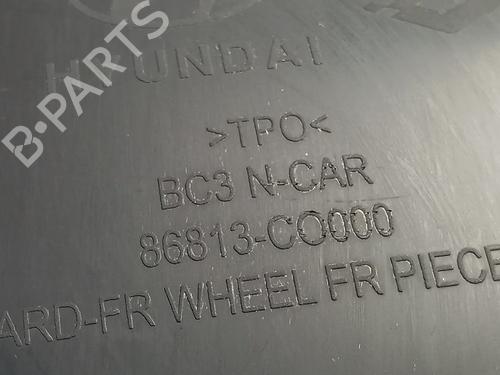 HYUNDAI
>TPO<
BC3 N-CAR
86813-CO000
ARD-FR WHEEL FR PIECE
B-PARTS